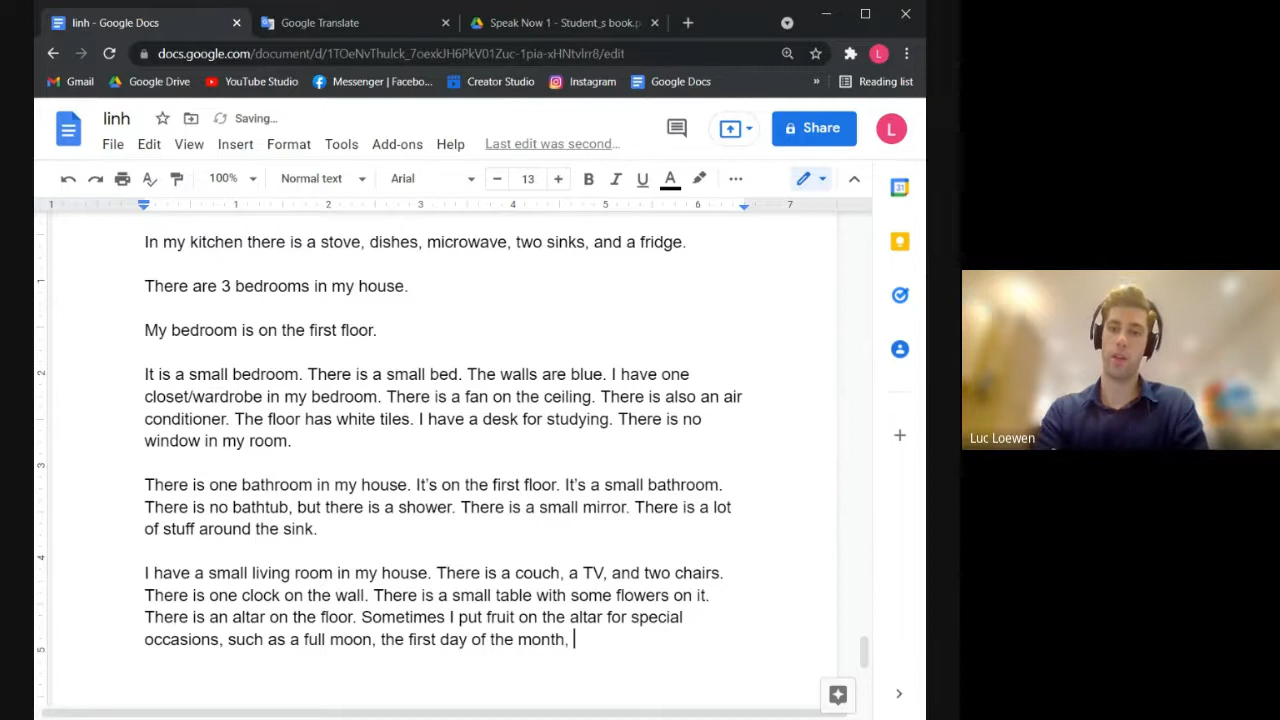 linh - Google Docs
Google Translate
Speak Now 1 - Student_s book.p
docs.google.com/document/d/
/edit
Gmail
Google Drive
YouTube Studio
Messenger | Facebo...
Creator Studio
Instagram
Google Docs
»
Reading list
linh
Saving...
Share
L
File Edit View Insert Format Tools Add-ons Help Last edit was second...
100% Normal text Arial 13 B I U A
1 1 2 3 4 5 6 7
In my kitchen there is a stove, dishes, microwave, two sinks, and a fridge.
There are 3 bedrooms in my house.
My bedroom is on the first floor.
It is a small bedroom. There is a small bed. The walls are blue. I have one
closet/wardrobe in my bedroom. There is a fan on the ceiling. There is also an air
conditioner. The floor has white tiles. I have a desk for studying. There is no
window in my room.
There is one bathroom in my house. It's on the first floor. It's a small bathroom.
There is no bathtub, but there is a shower. There is a small mirror. There is a lot
of stuff around the sink.
I have a small living room in my house. There is a couch, a TV, and two chairs.
There is one clock on the wall. There is a small table with some flowers on it.
There is an altar on the floor. Sometimes I put fruit on the altar for special
occasions, such as a full moon, the first day of the month,
Luc Loewen